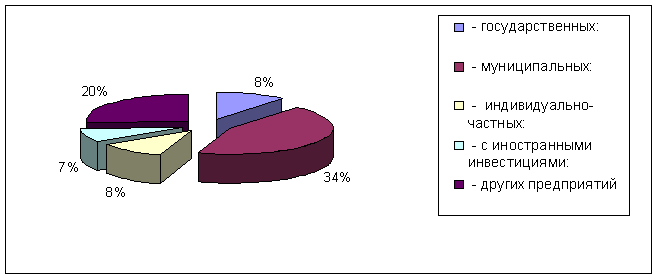 20%
8%
34%
8%
7%
- государственных:
- муниципальных:
- индивидуально-
частных:
- с иностранными
инвестициями:
- других предприятий